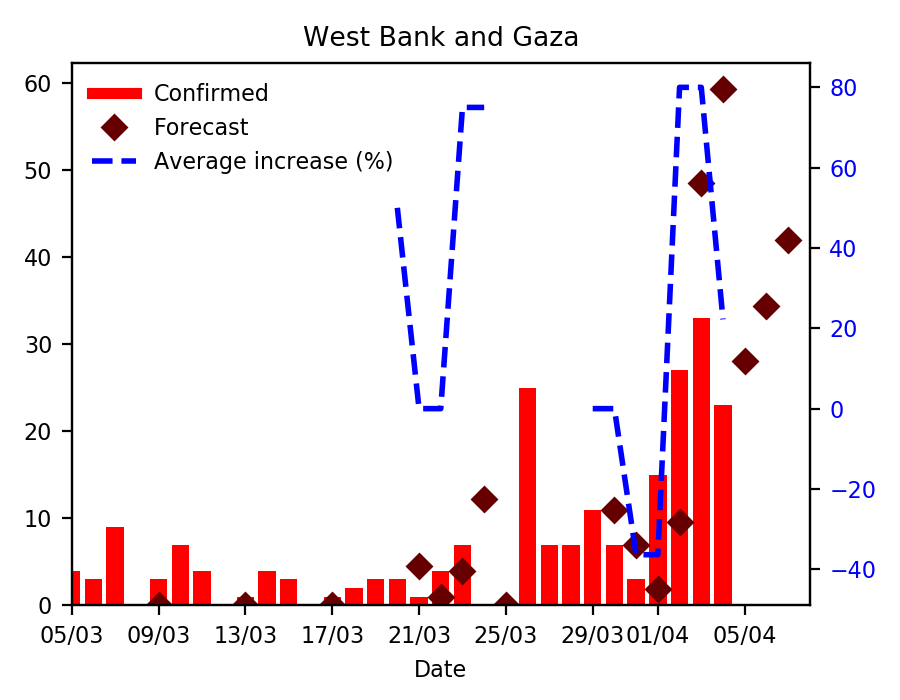 West Bank and Gaza
Confirmed
Forecast
Average increase (%)
60
50
40
30
20
10
0
80
60
40
20
0
−20
−40
05/03 09/03 13/03 17/03 21/03 25/03 29/03 01/04 05/04
Date